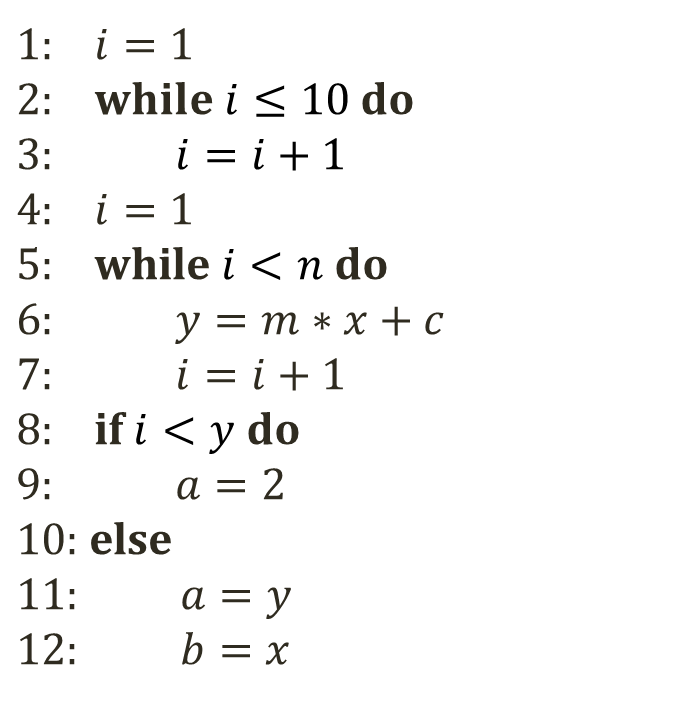 1: i = 1
2: while i ≤ 10 do
3: i = i + 1
4: i = 1
5: while i < n do
6: y = m ∗ x + c
7: i = i + 1
8: if i < y do
9: a = 2
10: else
11: a = y
12: b = x